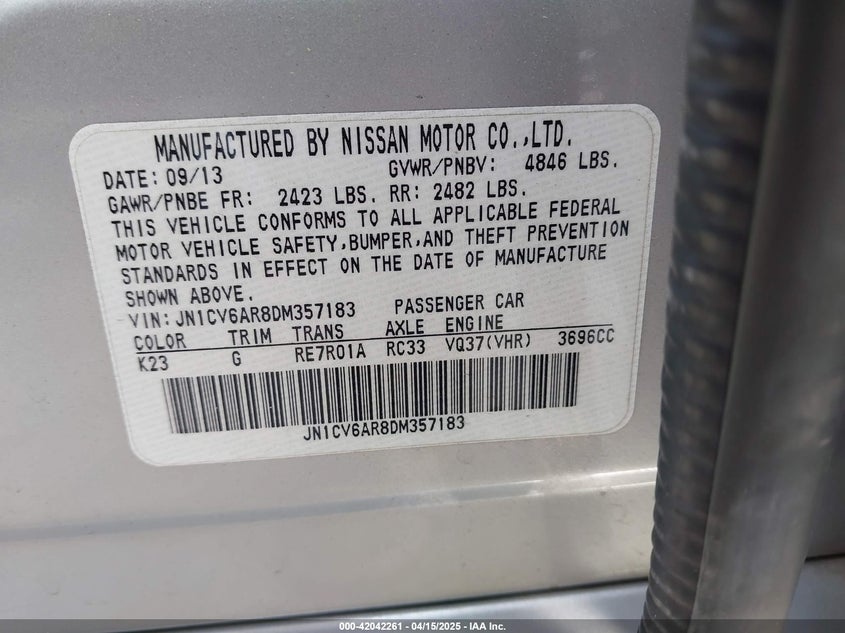 MANUFACTURED BY NISSAN MOTOR CO.,LTD.
DATE: 09/13 GVWR/PNBV: 4846 LBS.
GAWR/PNBE FR: 2423 LBS. RR: 2482 LBS.
THIS VEHICLE CONFORMS TO ALL APPLICABLE FEDERAL
MOTOR VEHICLE SAFETY,BUMPER,AND THEFT PREVENTION
STANDARDS IN EFFECT ON THE DATE OF MANUFACTURE
SHOWN ABOVE.
VIN: JN1CV6AR8DM357183 PASSENGER CAR
COLOR TRIM TRANS AXLE ENGINE
K23 G RE7R01A RC33 VQ37(VHR) 3696CC
JN1CV6AR8DM357183
000-42042261 - 04/15/2025 - IAA Inc.